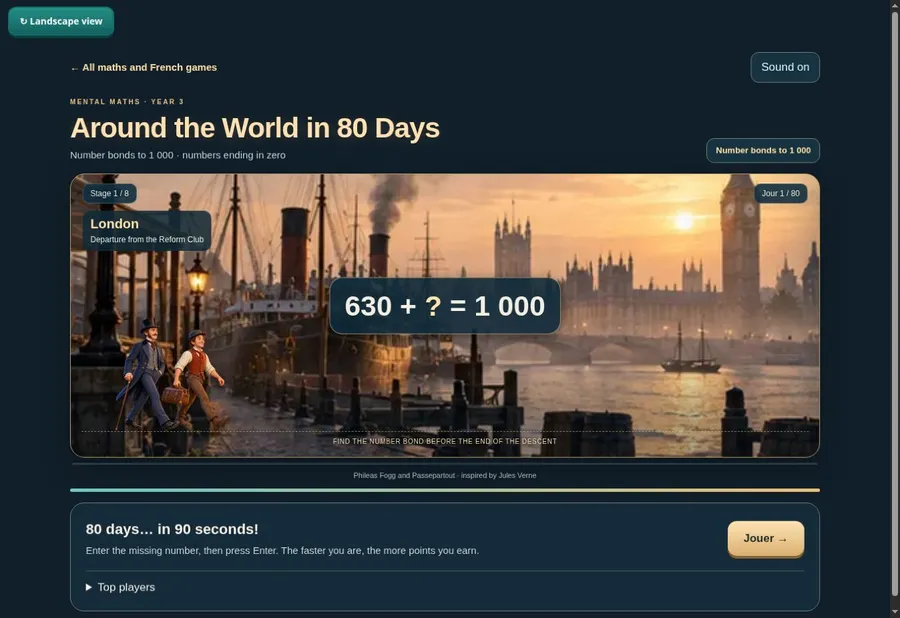 ↻ Landscape view
← All maths and French games
Sound on
MENTAL MATHS · YEAR 3
Around the World in 80 Days
Number bonds to 1 000 · numbers ending in zero
Number bonds to 1 000
Stage 1 / 8
Jour 1 / 80
London
Departure from the Reform Club
630 + ? = 1 000
FIND THE NUMBER BOND BEFORE THE END OF THE DESCENT
Phileas Fogg and Passepartout · inspired by Jules Verne
80 days… in 90 seconds!
Enter the missing number, then press Enter. The faster you are, the more points you earn.
Jouer →
▶ Top players